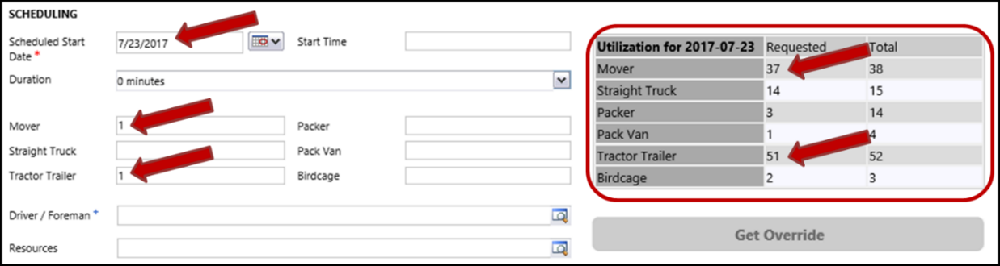 SCHEDULING
Scheduled Start
Date *
7/23/2017
Start Time
Duration
0 minutes
Mover
1
Packer
Straight Truck
Pack Van
Tractor Trailer
1
Birdcage
Driver / Foreman +
Resources
Utilization for 2017-07-23 Requested Total
Mover 37 38
Straight Truck 14 15
Packer 3 14
Pack Van 1 4
Tractor Trailer 51 52
Birdcage 2 3
Get Override